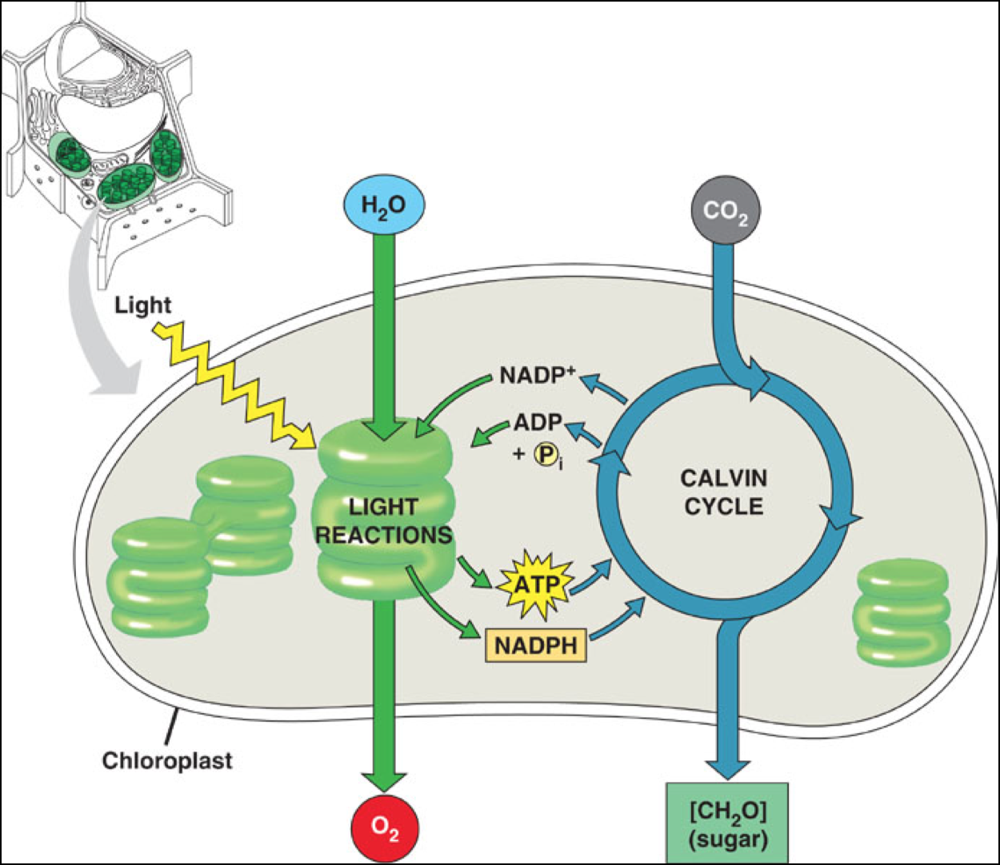 H₂O
CO₂
Light
NADP⁺
ADP
+ Pᵢ
CALVIN
CYCLE
LIGHT
REACTIONS
ATP
NADPH
Chloroplast
O₂
[CH₂O]
(sugar)